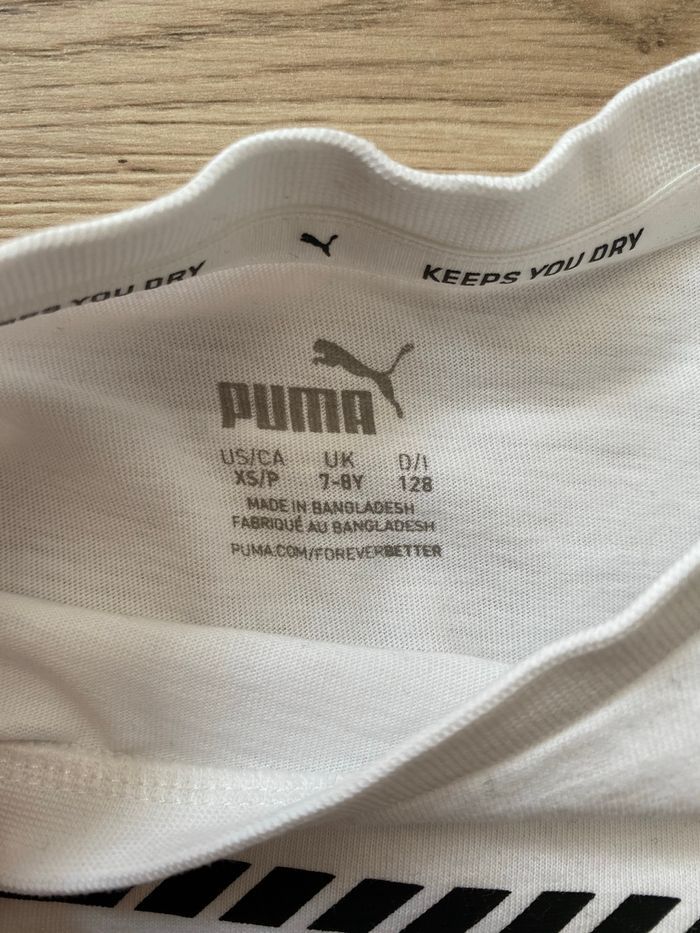 KEEPS YOU DRY
YOU DRY
PUMA
US/CA UK D/I
XS/P 7-8Y 128
MADE IN BANGLADESH
FABRIQUÉ AU BANGLADESH
PUMA.COM/FOREVERBETTER